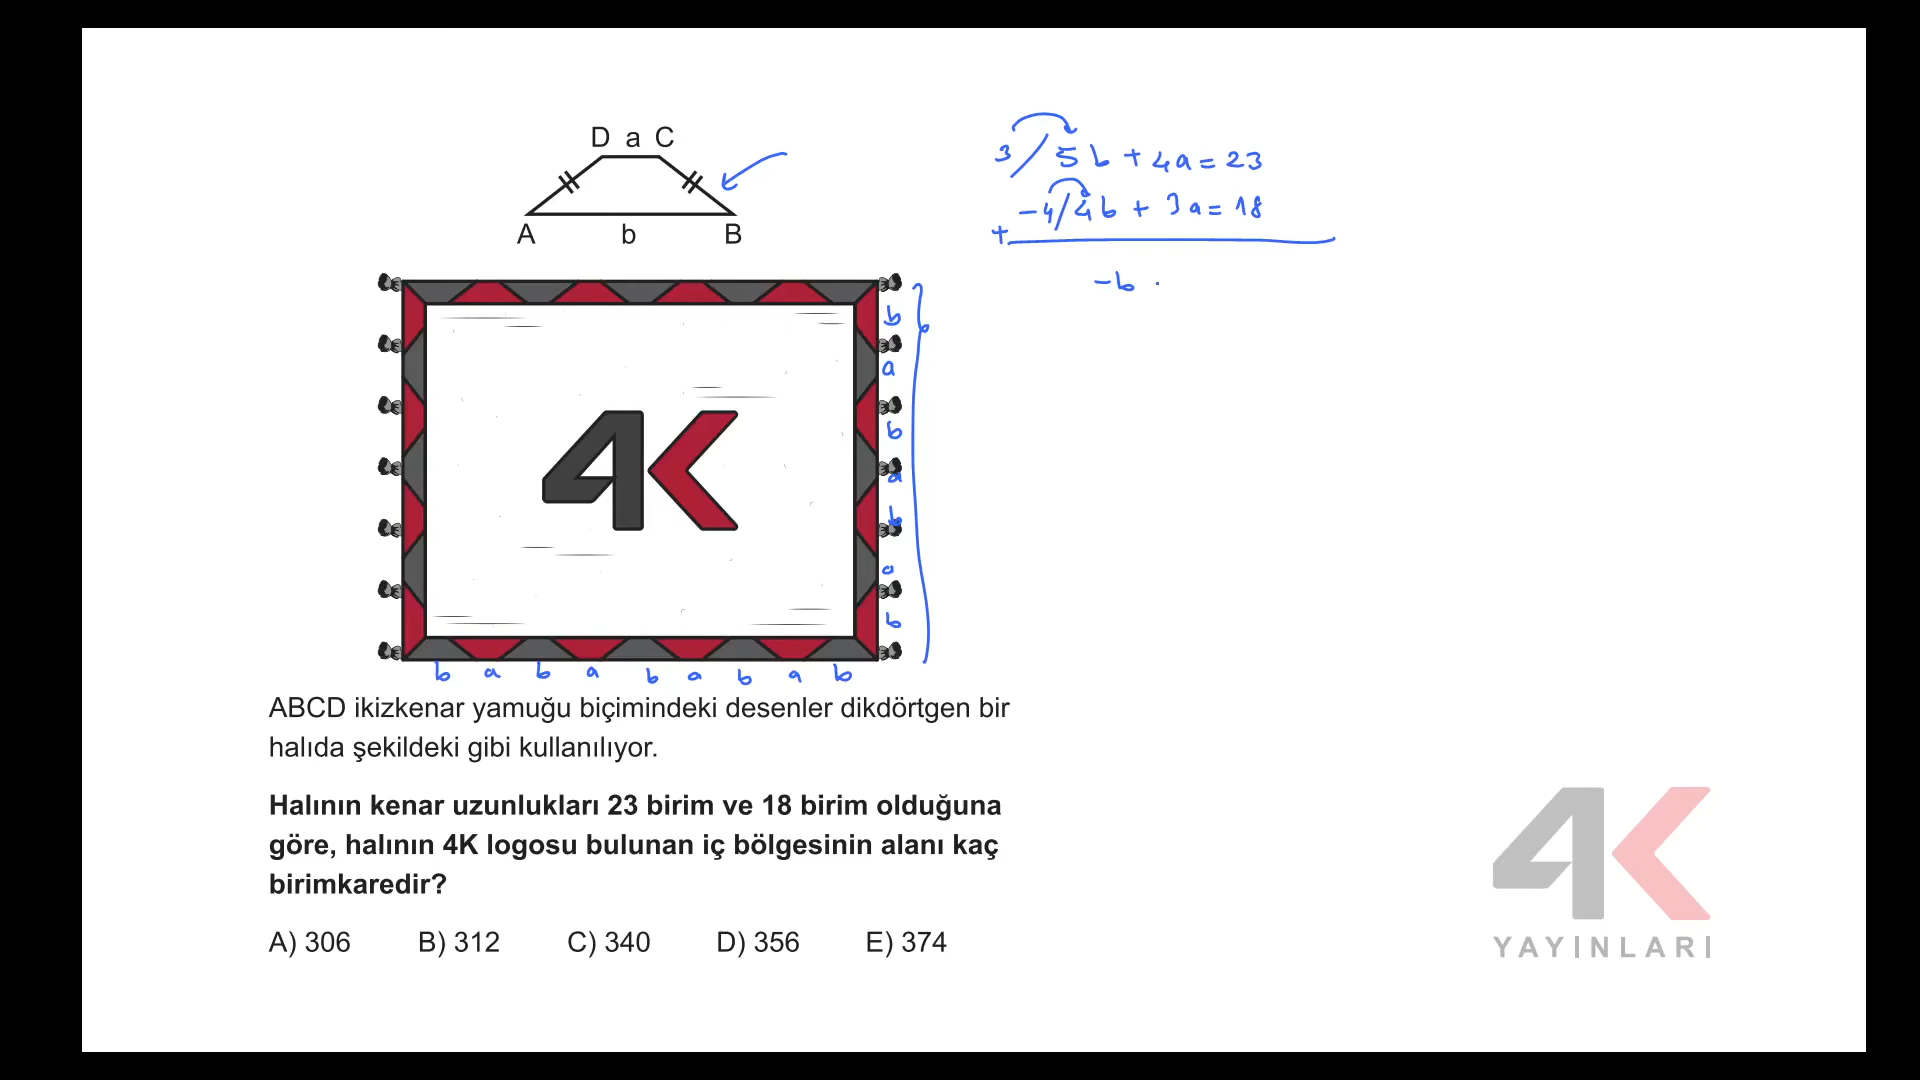 D a C
A b B
3/ 5b + 4a = 23
-4/ 4b + 3a = 18
+
-b
b
a
b
a
b
a
b
4K
b a b a b a b a b
ABCD ikizkenar yamuğu biçimindeki desenler dikdörtgen bir
halıda şekildeki gibi kullanılıyor.
Halının kenar uzunlukları 23 birim ve 18 birim olduğuna
göre, halının 4K logosu bulunan iç bölgesinin alanı kaç
birimkaredir?
A) 306 B) 312 C) 340 D) 356 E) 374
4K
YAYINLARI